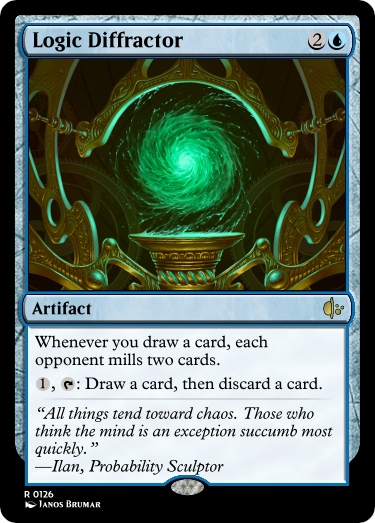 Logic Diffractor 2
Artifact
Whenever you draw a card, each
opponent mills two cards.
1, : Draw a card, then discard a card.
“All things tend toward chaos. Those who
think the mind is an exception succumb most
quickly.”
—Ilan, Probability Sculptor
R 0126
Janos Brumar